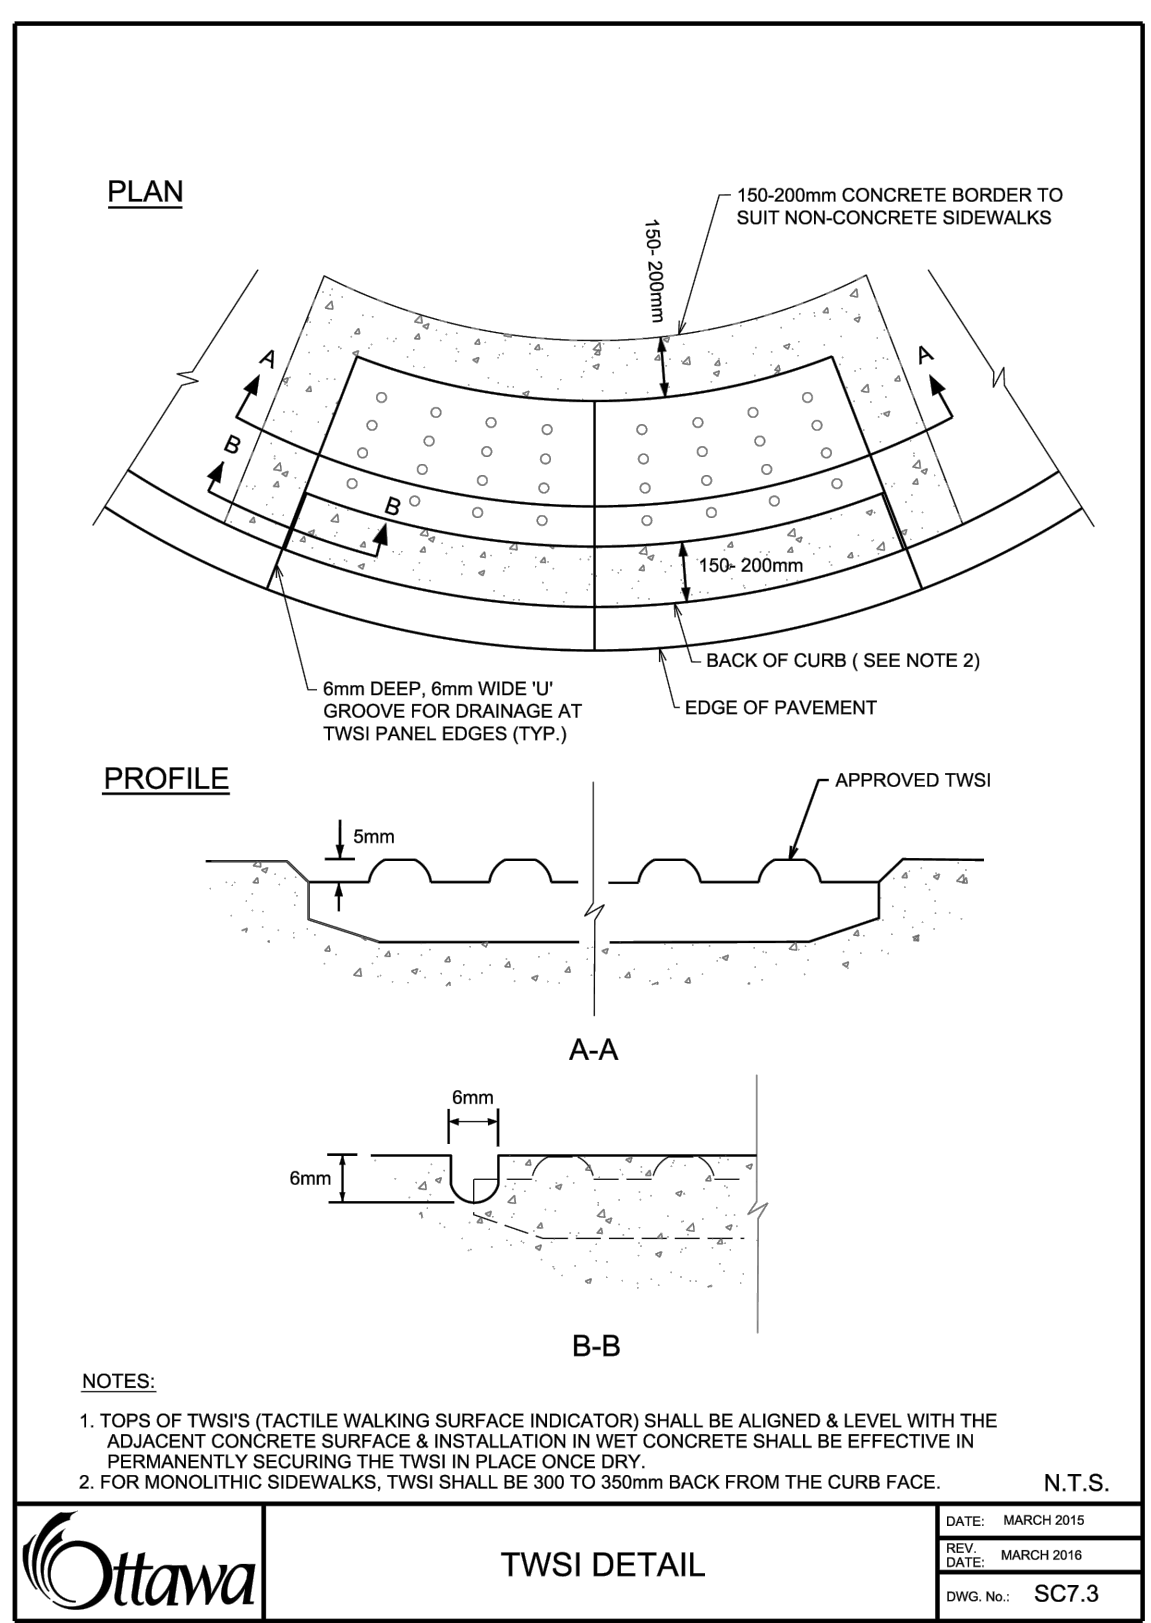 PLAN
150-200mm CONCRETE BORDER TO
SUIT NON-CONCRETE SIDEWALKS
150- 200mm
A
A
B
B
150- 200mm
BACK OF CURB ( SEE NOTE 2)
6mm DEEP, 6mm WIDE 'U'
GROOVE FOR DRAINAGE AT
TWSI PANEL EDGES (TYP.)
EDGE OF PAVEMENT
PROFILE
APPROVED TWSI
5mm
A-A
6mm
6mm
B-B
NOTES:
1. TOPS OF TWSI'S (TACTILE WALKING SURFACE INDICATOR) SHALL BE ALIGNED & LEVEL WITH THE
ADJACENT CONCRETE SURFACE & INSTALLATION IN WET CONCRETE SHALL BE EFFECTIVE IN
PERMANENTLY SECURING THE TWSI IN PLACE ONCE DRY.
2. FOR MONOLITHIC SIDEWALKS, TWSI SHALL BE 300 TO 350mm BACK FROM THE CURB FACE.
N.T.S.
Ottawa
TWSI DETAIL
DATE: MARCH 2015
REV.
DATE: MARCH 2016
DWG. No.: SC7.3